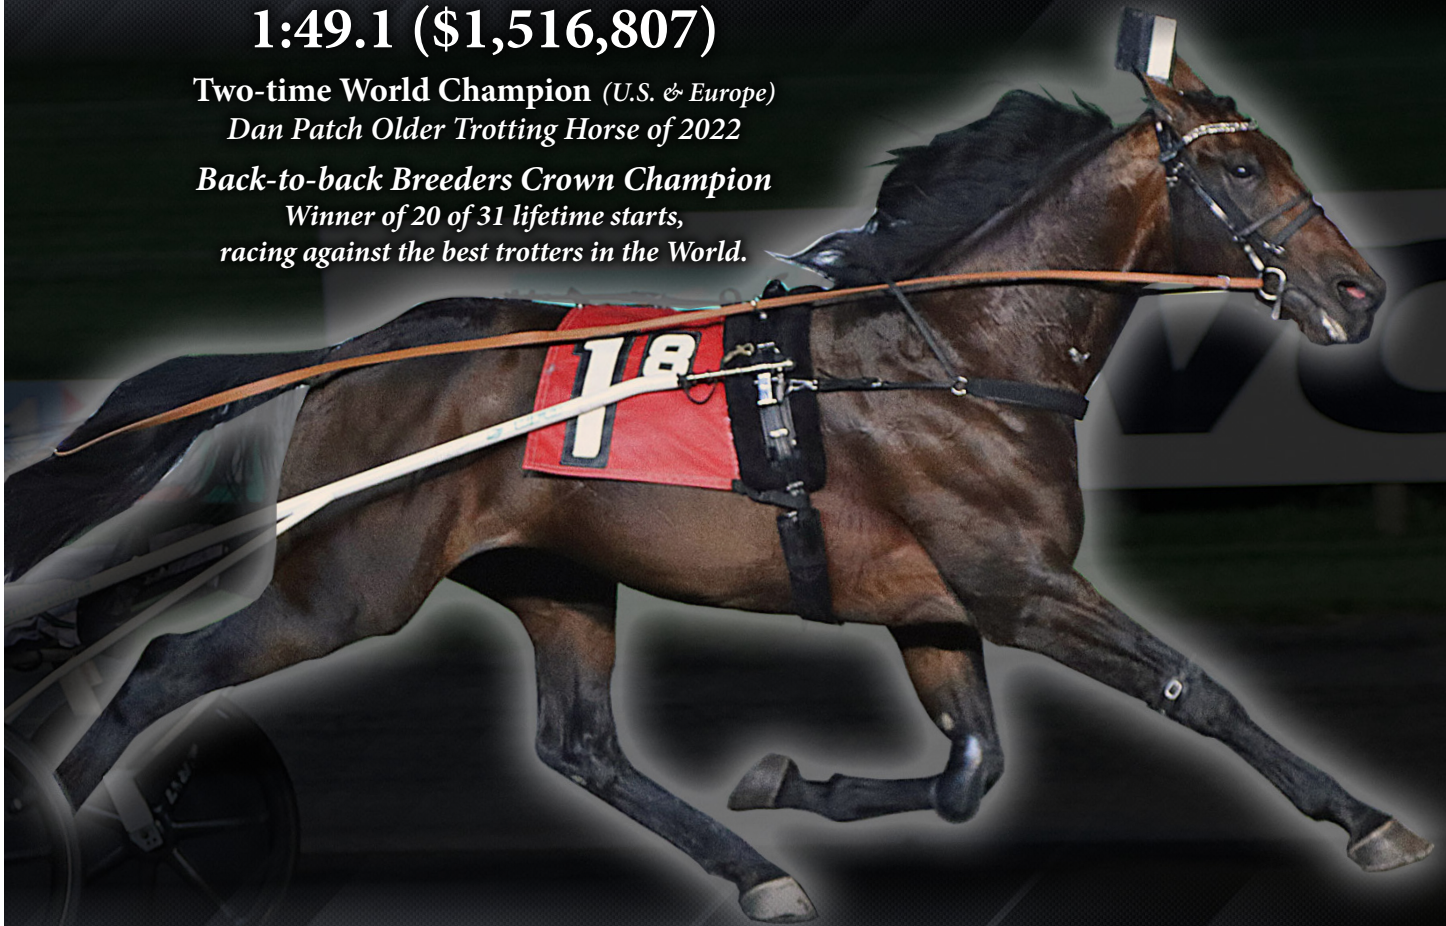 1:49.1 ($1,516,807)
Two-time World Champion (U.S. & Europe)
Dan Patch Older Trotting Horse of 2022
Back-to-back Breeders Crown Champion
Winner of 20 of 31 lifetime starts,
racing against the best trotters in the World.
1 8